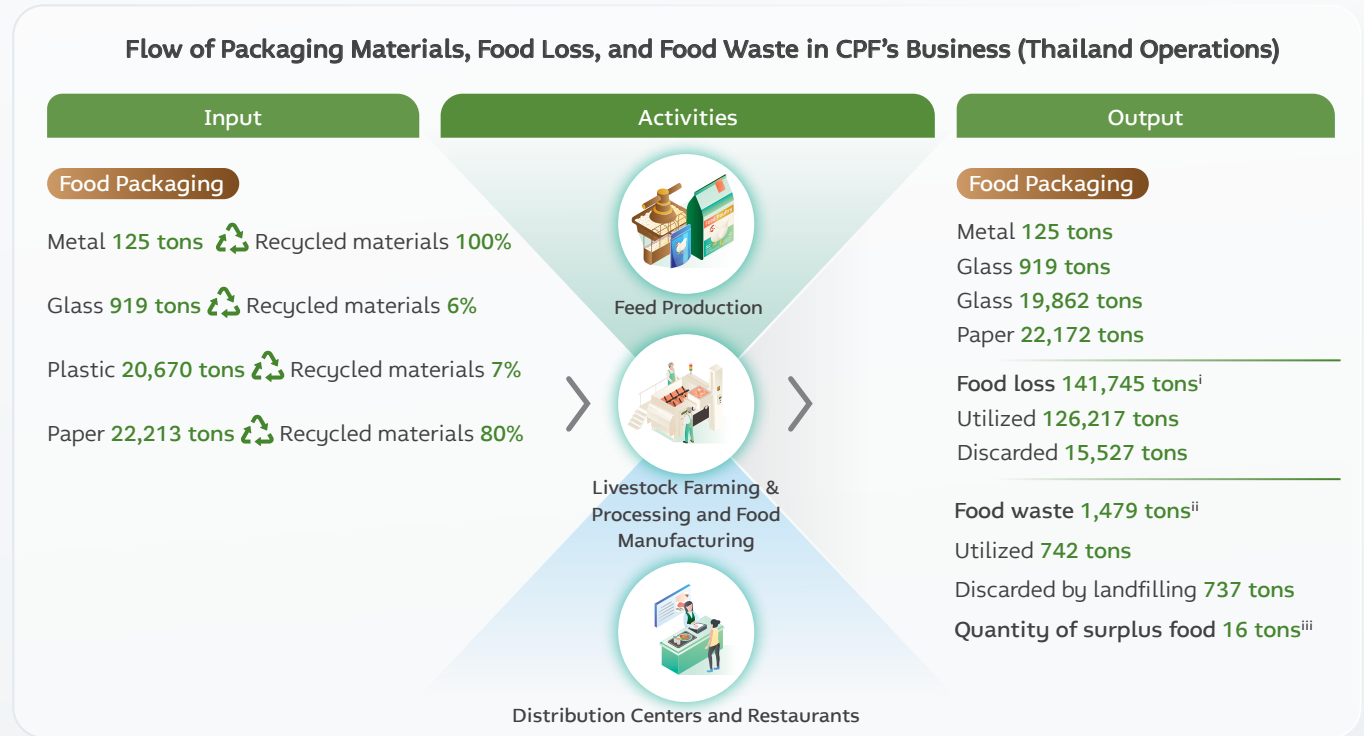 Flow of Packaging Materials, Food Loss, and Food Waste in CPF's Business (Thailand Operations)
Input
Food Packaging
Metal 125 tons Recycled materials 100%
Glass 919 tons Recycled materials 6%
Plastic 20,670 tons Recycled materials 7%
Paper 22,213 tons Recycled materials 80%
Activities
Feed Production
Livestock Farming &
Processing and Food
Manufacturing
Distribution Centers and Restaurants
Output
Food Packaging
Metal 125 tons
Glass 919 tons
Glass 19,862 tons
Paper 22,172 tons
Food loss 141,745 tonsⁱ
Utilized 126,217 tons
Discarded 15,527 tons
Food waste 1,479 tonsⁱⁱ
Utilized 742 tons
Discarded by landfilling 737 tons
Quantity of surplus food 16 tonsⁱⁱⁱ